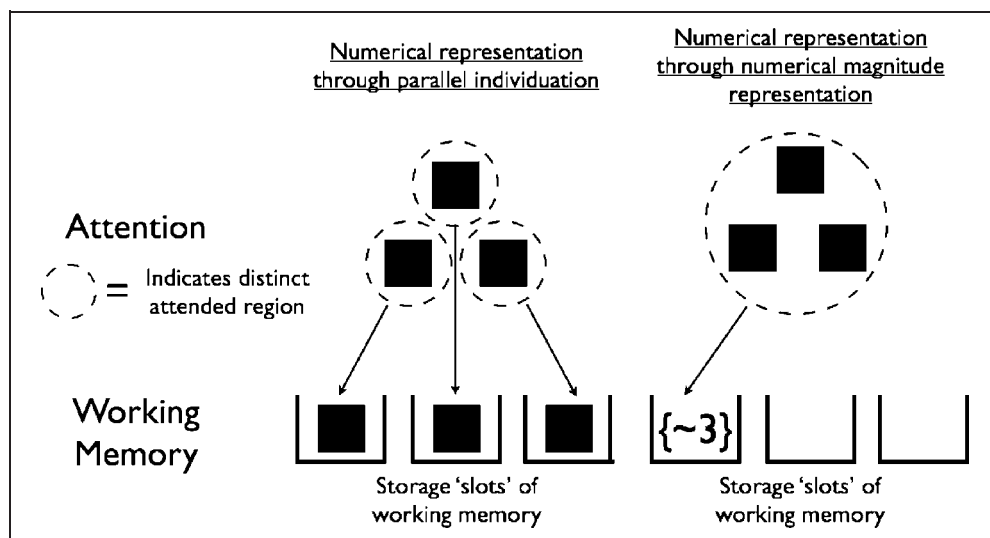 Numerical representation
through parallel individuation
Numerical representation
through numerical magnitude
representation
Attention
= Indicates distinct
attended region
Working
Memory
{~3}
Storage ‘slots’ of
working memory
Storage ‘slots’ of
working memory